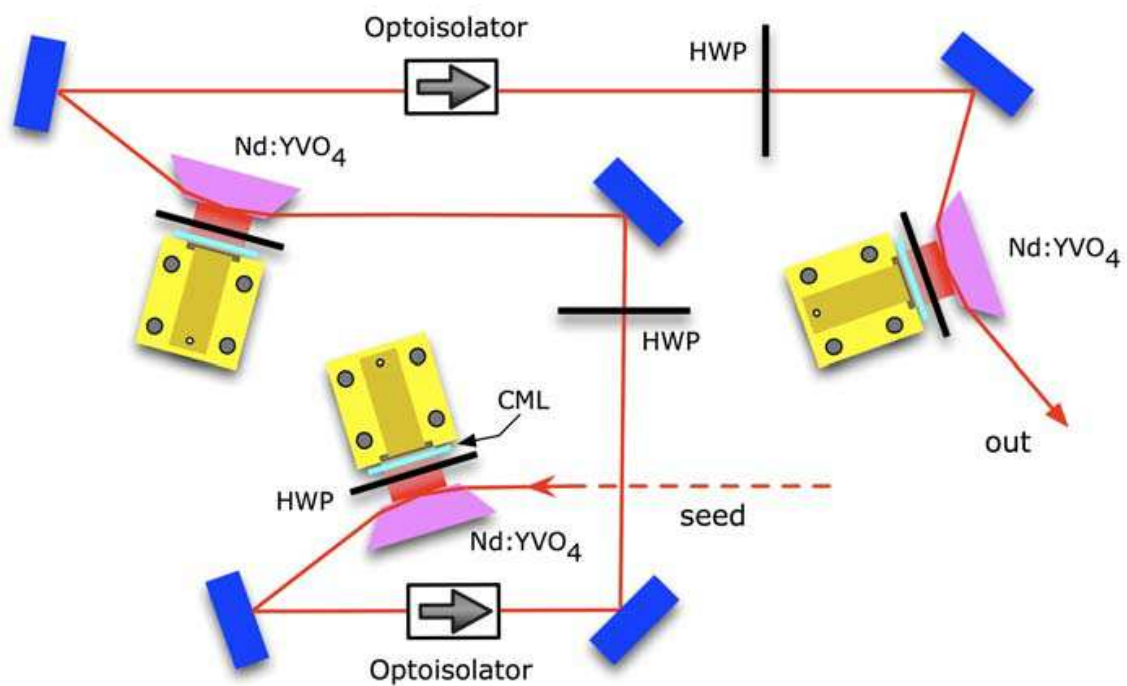 Optoisolator
HWP
Nd:YVO4
Nd:YVO4
HWP
CML
out
HWP
seed
Nd:YVO4
Optoisolator